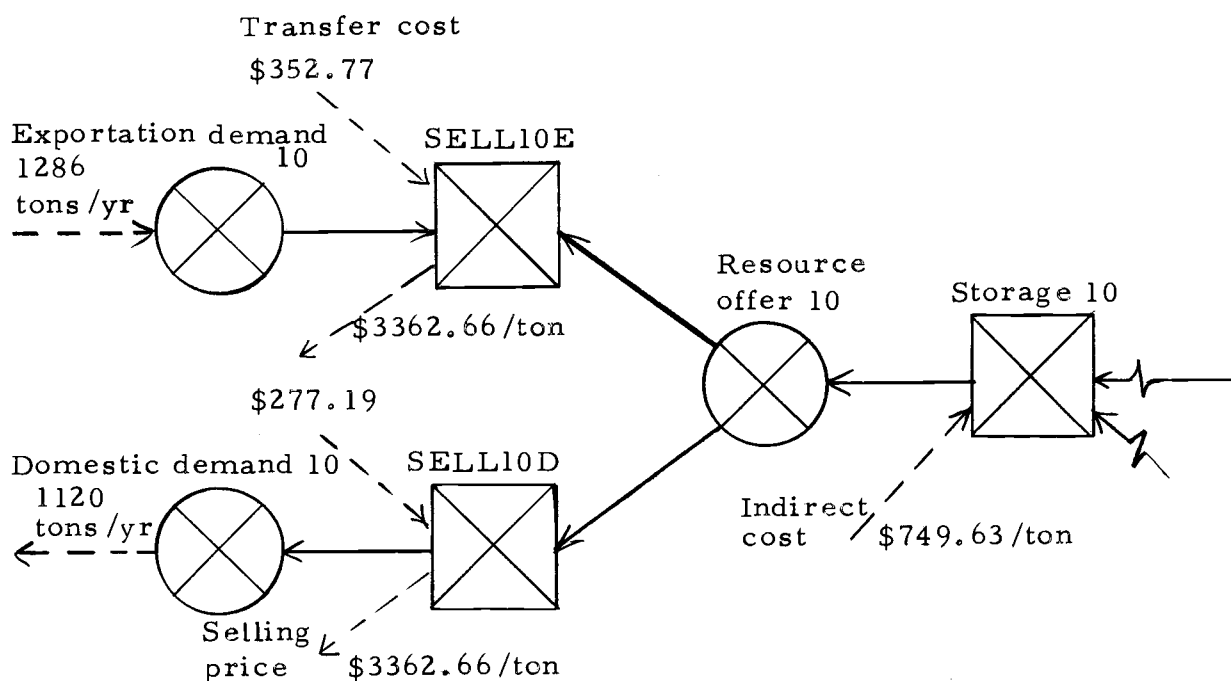 Transfer cost
$352.77
Exportation demand
10
1286
tons/yr
SELL10E
$3362.66/ton
Resource
offer 10
Storage 10
$277.19
Domestic demand 10
1120
tons/yr
SELL10D
Indirect
cost
$749.63/ton
Selling
price
$3362.66/ton